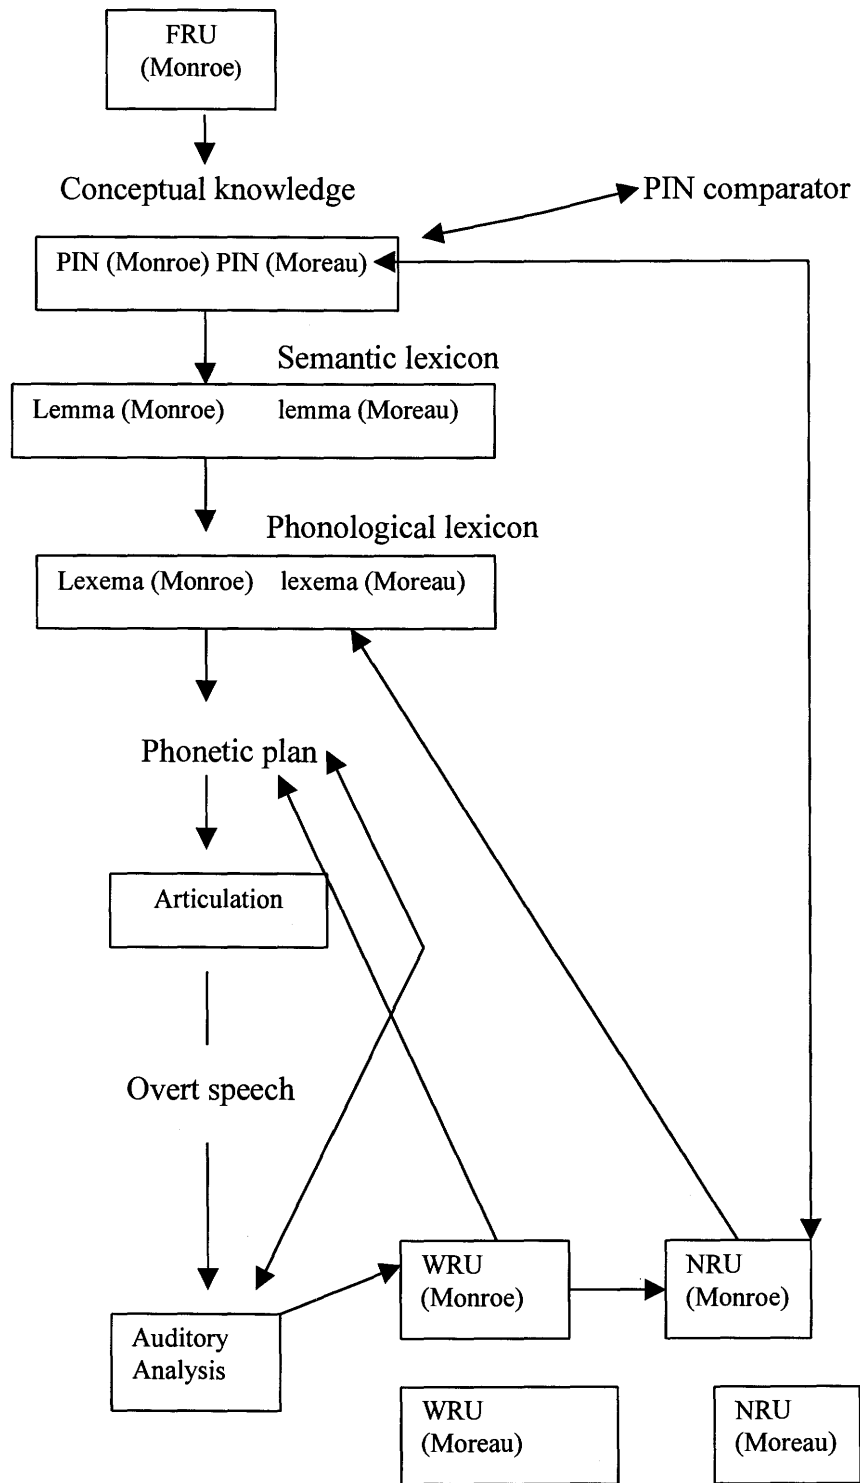 FRU
(Monroe)
Conceptual knowledge
PIN comparator
PIN (Monroe) PIN (Moreau)
Semantic lexicon
Lemma (Monroe) lemma (Moreau)
Phonological lexicon
Lexema (Monroe) lexema (Moreau)
Phonetic plan
Articulation
Overt speech
WRU
(Monroe)
NRU
(Monroe)
Auditory
Analysis
WRU
(Moreau)
NRU
(Moreau)